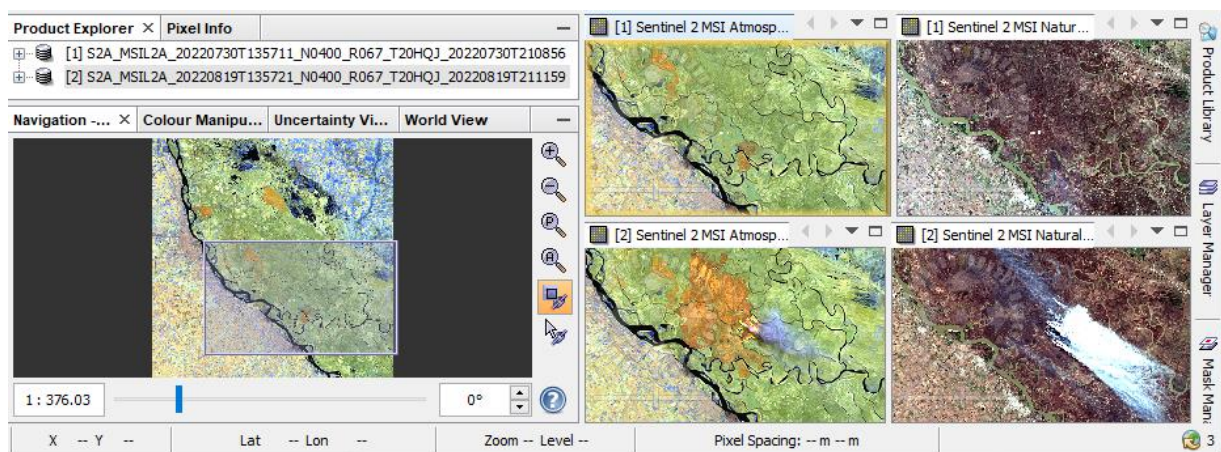 Product Explorer × Pixel Info
[1] S2A_MSIL2A_20220730T135711_N0400_R067_T20HQJ_20220730T210856
[2] S2A_MSIL2A_20220819T135721_N0400_R067_T20HQJ_20220819T211159
Navigation -... × Colour Manipu... Uncertainty Vi... World View
1 : 376.03
0°
[1] Sentinel 2 MSI Atmosp...
[1] Sentinel 2 MSI Natur...
[2] Sentinel 2 MSI Atmosp...
[2] Sentinel 2 MSI Natural...
Product Library
Layer Manager
Mask Mana
X -- Y -- Lat -- Lon -- Zoom -- Level -- Pixel Spacing: -- m -- m 3